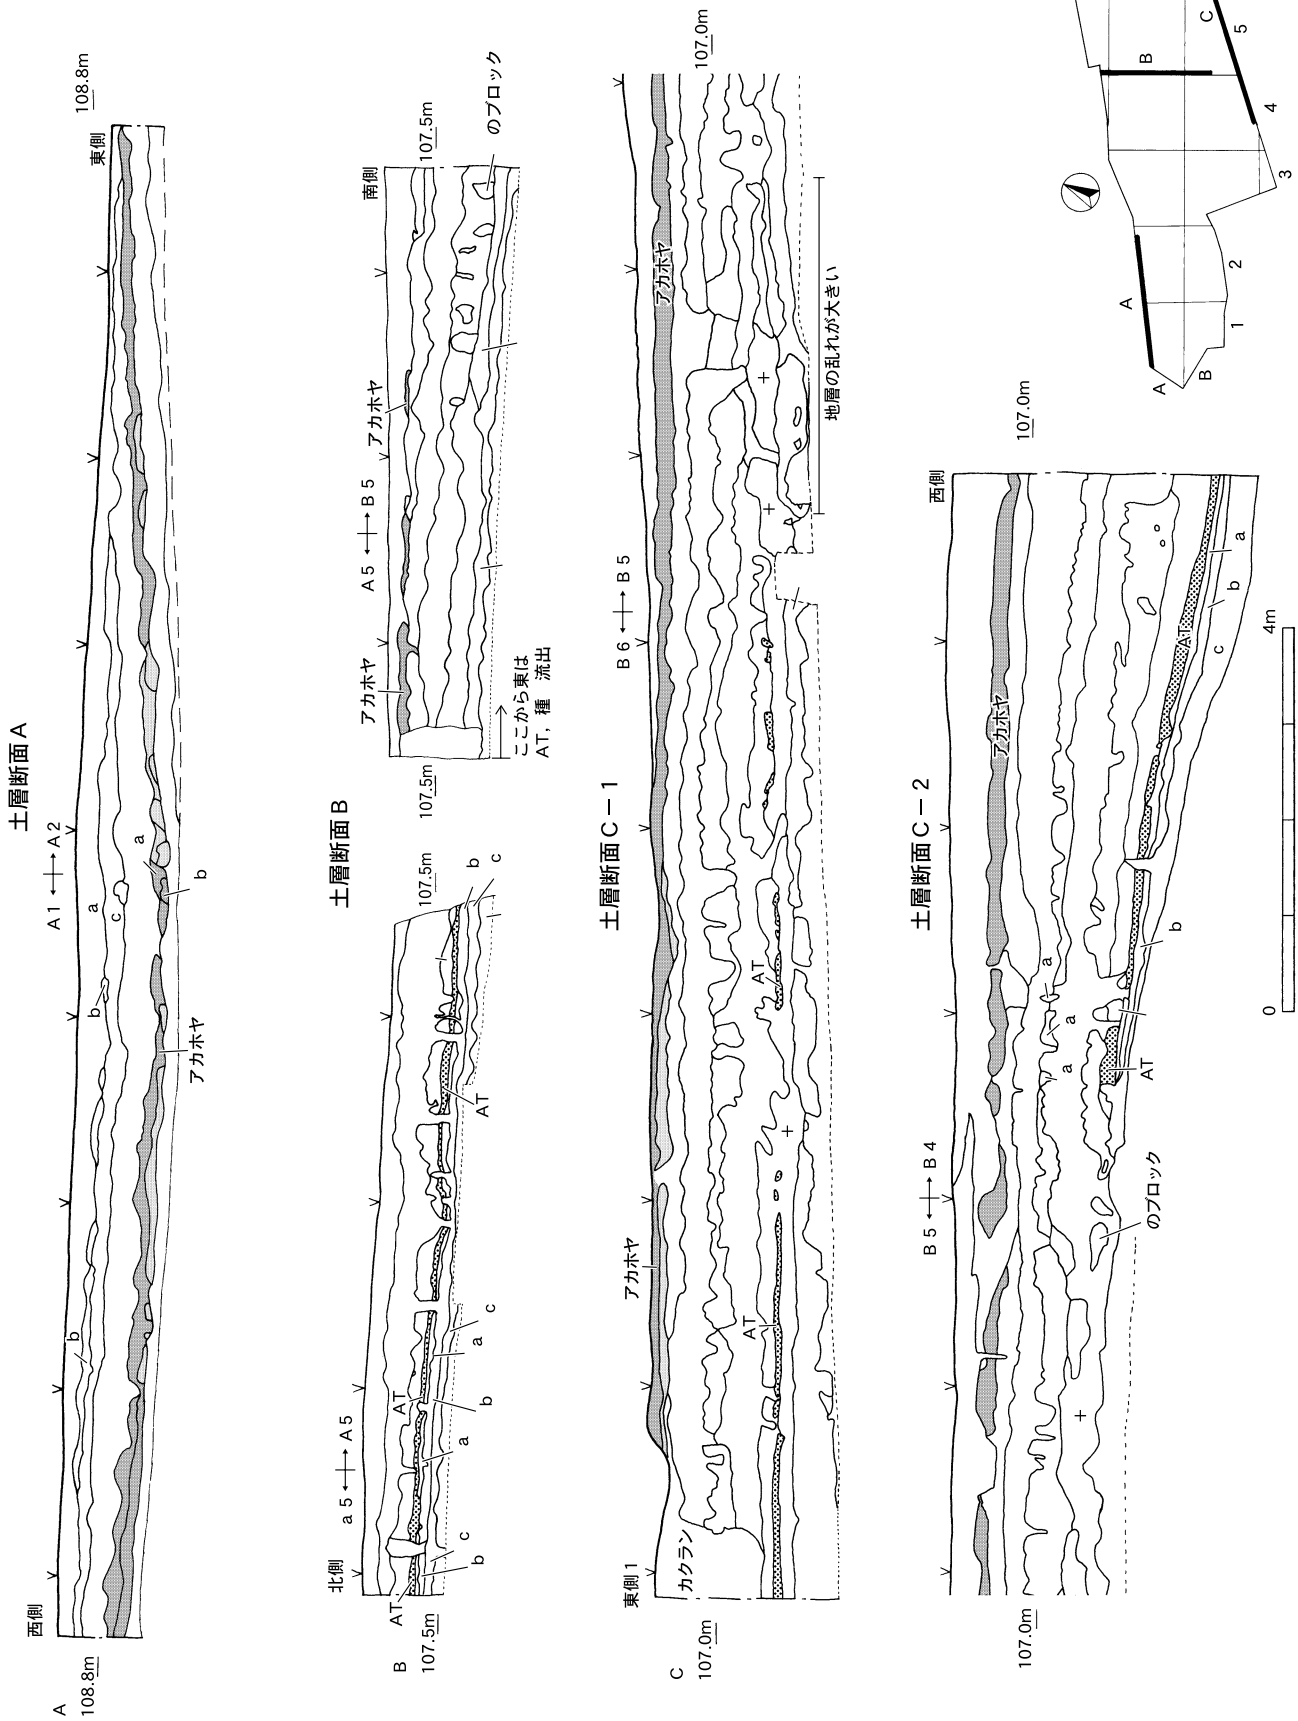 土層断面A
A
108.8m
西側
A1 ↔ A2
a
b
c
b
a
b
アカホヤ
東側
108.8m
土層断面B
B
107.5m
北側
a5 ↔ A5
AT
AT
AT
a
b
c
a
b
c
b
c
107.5m
107.5m
アカホヤ
A5 ↔ B5
アカホヤ
南側
107.5m
のブロック
ここから東は
AT，種 流出
土層断面C－1
C
107.0m
東側1
カクラン
アカホヤ
AT
AT
B6 ↔ B5
アカホヤ
107.0m
地層の乱れが大きい
土層断面C－2
107.0m
B5 ↔ B4
アカホヤ
a
a
a
AT
のブロック
b
AT
a
b
c
西側
107.0m
0
4m
A
A
B
B
C
1
2
3
4
5